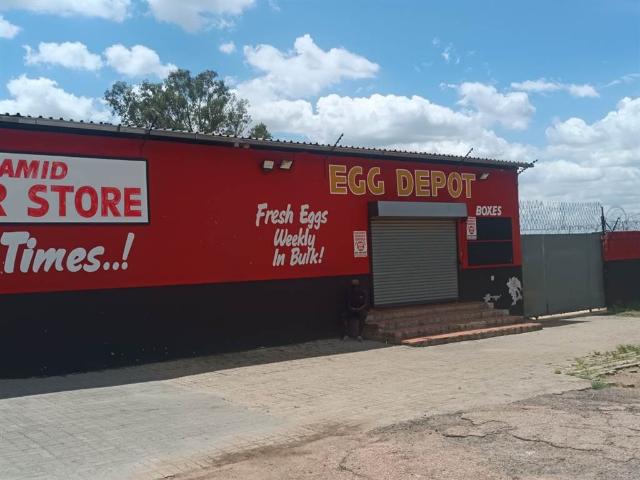 AMID
R STORE
Times..!
Fresh Eggs
Weekly
In Bulk!
EGG DEPOT
BOXES